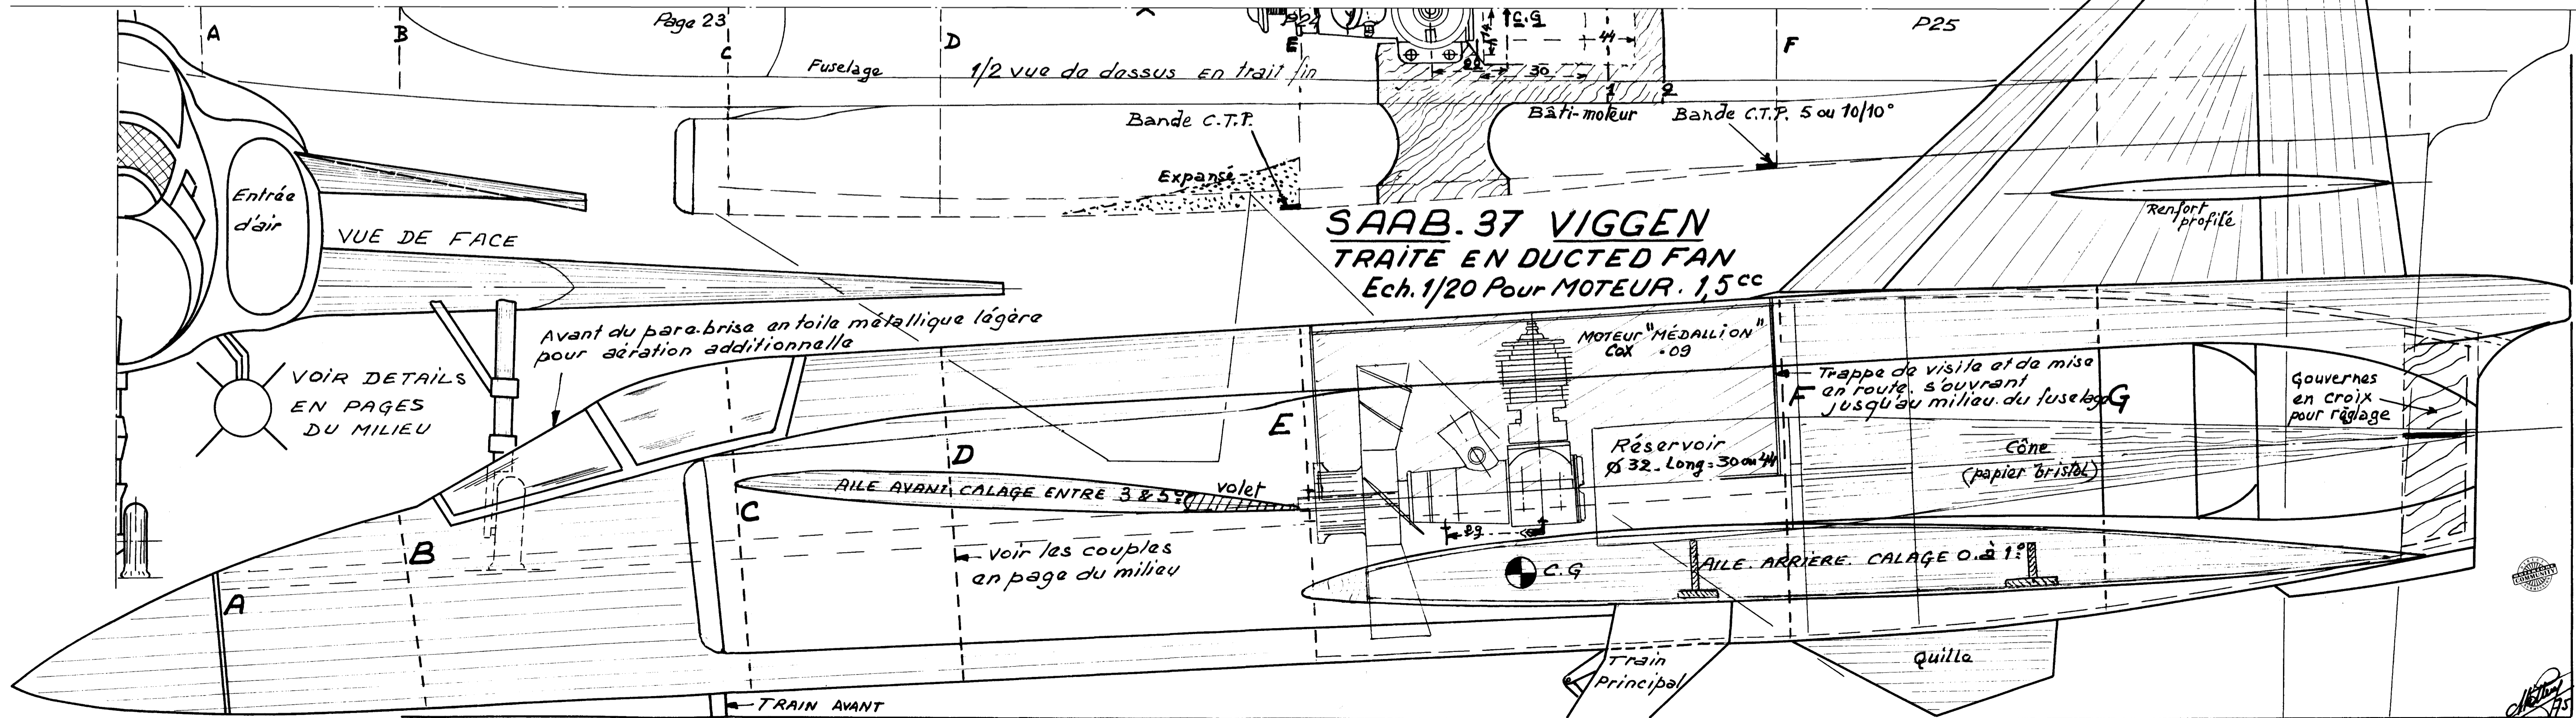 A
B
Page 23
C
D
P24
E
C.G
44
F
P25
Fuselage
1/2 vue de dessus en trait fin
30
1
2
Bande C.T.P.
Bâti-moteur
Bande C.T.P. 5 ou 10/10°
Expansé
Entrée
d'air
VUE DE FACE
SAAB. 37 VIGGEN
TRAITÉ EN DUCTED FAN
Ech. 1/20 Pour MOTEUR. 1,5cc
Renfort
profilé
Avant du pare-brise en toile métallique légère
pour aération additionnelle
MOTEUR "MÉDALLION"
COX .09
VOIR DETAILS
EN PAGES
DU MILIEU
Trappe de visite et de mise
en route s'ouvrant
jusqu'au milieu du fuselage
F
G
Gouvernes
en croix
pour réglage
E
D
Réservoir
Ø 32 - Long = 30 ou 44
Cône
(papier bristol)
AILE AVANT, CALAGE ENTRE 3 & 5°
volet
C
B
Voir les couples
en page du milieu
C.G
AILE ARRIÈRE. CALAGE 0. à 1°
A
Train
Principal
Quille
TRAIN AVANT